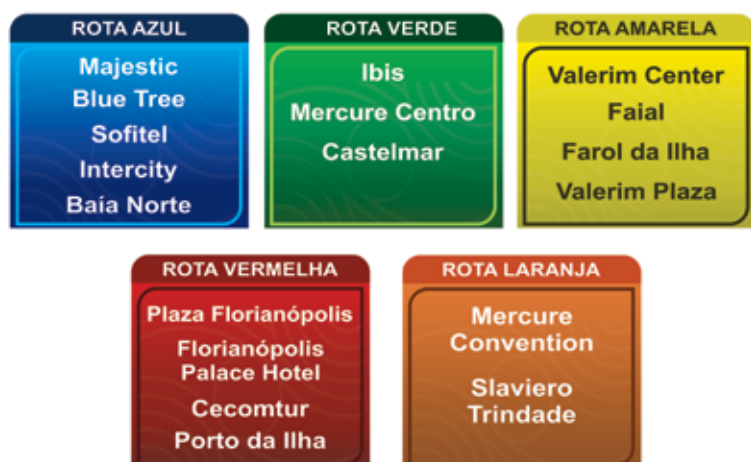 ROTA AZUL
Majestic
Blue Tree
Sofitel
Intercity
Baía Norte
ROTA VERDE
Ibis
Mercure Centro
Castelmar
ROTA AMARELA
Valerim Center
Faial
Farol da Ilha
Valerim Plaza
ROTA VERMELHA
Plaza Florianópolis
Florianópolis
Palace Hotel
Cecomtur
Porto da Ilha
ROTA LARANJA
Mercure
Convention
Slaviero
Trindade